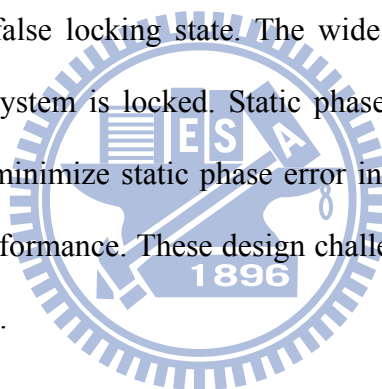 false locking state. The wide
ystem is locked. Static phase
ES A
minimize static phase error in
formance. These design challe
1896
.